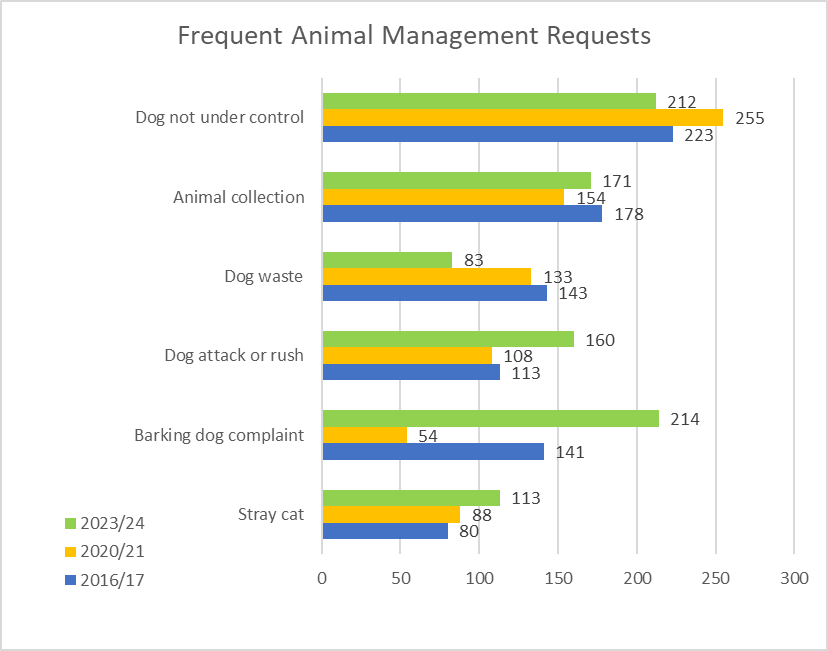 Frequent Animal Management Requests
Dog not under control
212
255
223
Animal collection
171
154
178
Dog waste
83
133
143
Dog attack or rush
160
108
113
Barking dog complaint
214
54
141
Stray cat
113
88
80
2023/24
2020/21
2016/17
0 50 100 150 200 250 300